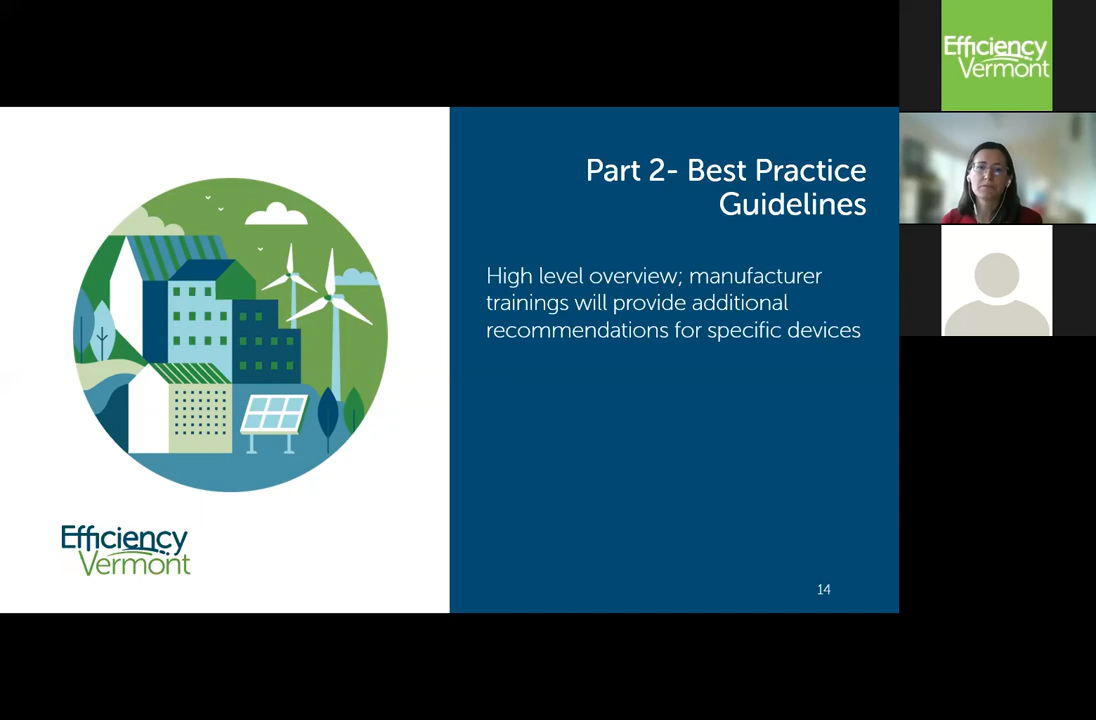 Part 2- Best Practice
Guidelines
High level overview; manufacturer
trainings will provide additional
recommendations for specific devices
Efficiency
Vermont
14
Efficiency
Vermont